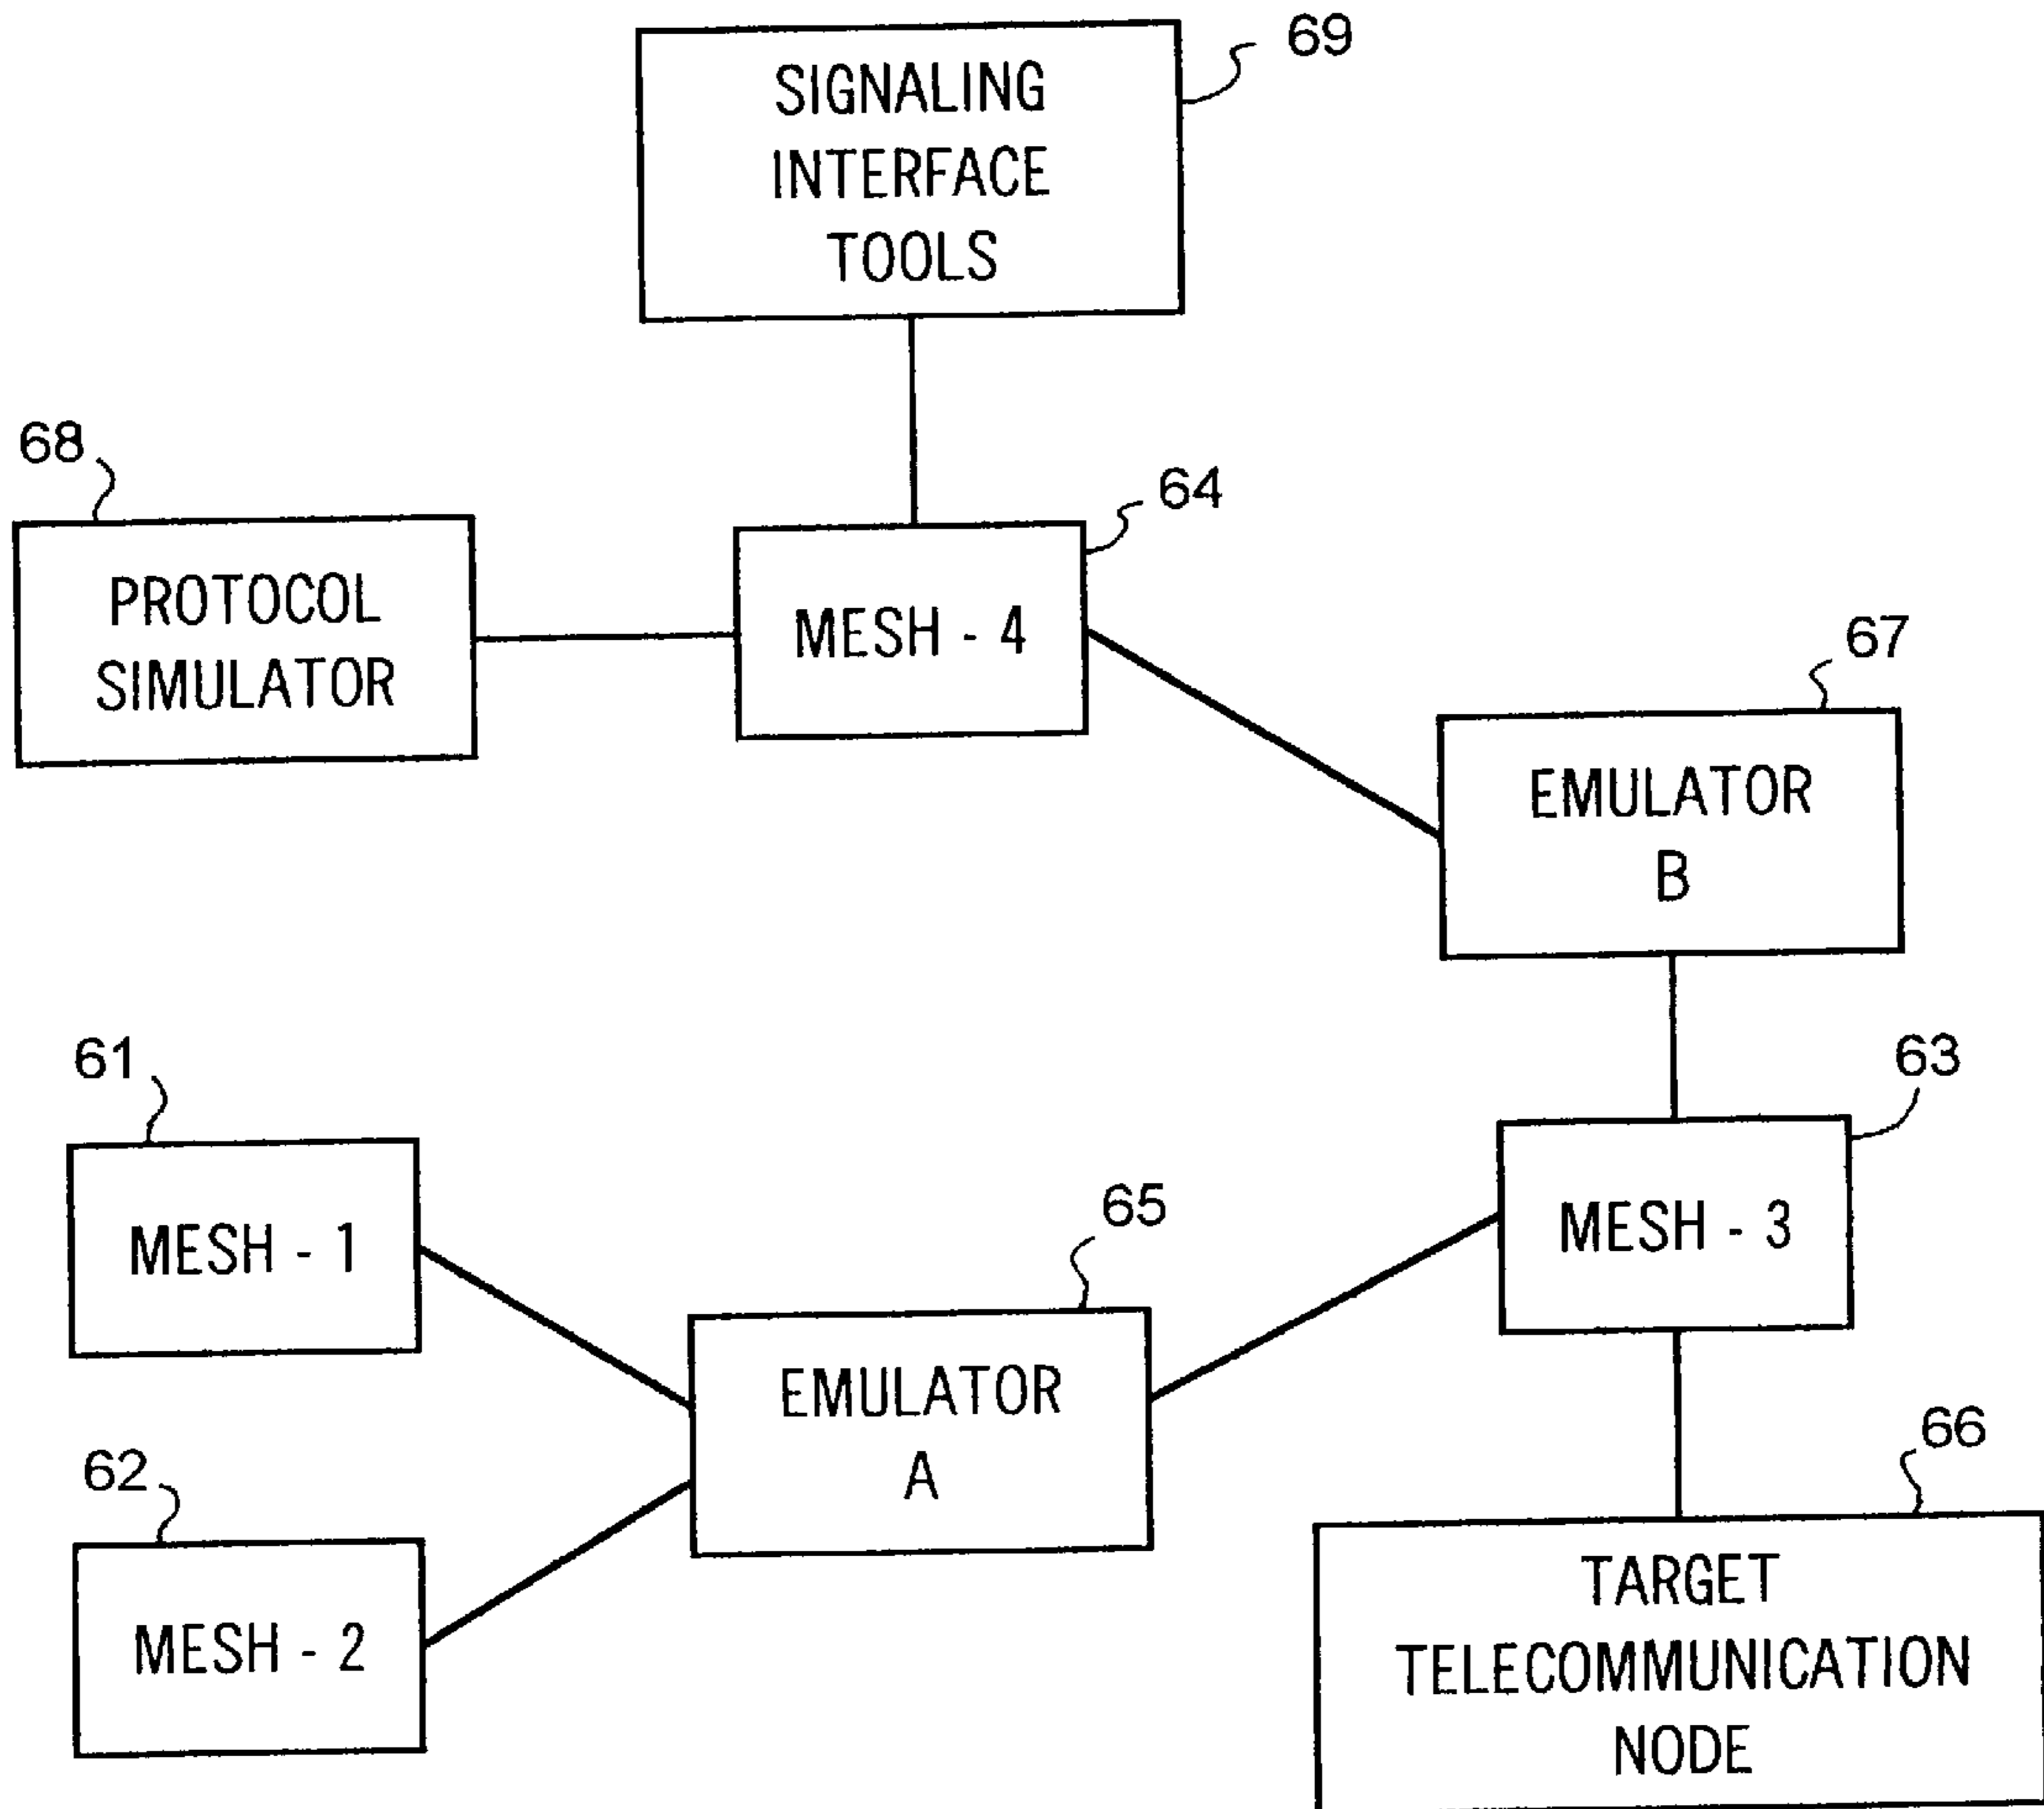 69
SIGNALING
INTERFACE
TOOLS
68
64
PROTOCOL
SIMULATOR
MESH - 4
67
EMULATOR
B
61
63
MESH - 1
65
MESH - 3
EMULATOR
A
62
66
MESH - 2
TARGET
TELECOMMUNICATION
NODE